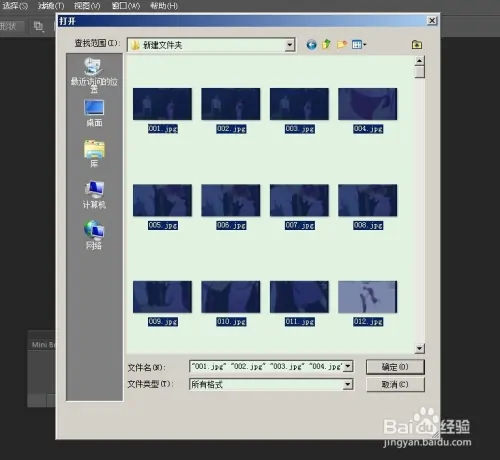 选择(S) 滤镜(T) 视图(V) 窗口(W) 帮助(H)
形状
打开
查找范围(I):
新建文件夹
最近访问的位置
桌面
库
计算机
网络
001.jpg 002.jpg 003.jpg 004.jpg
005.jpg 006.jpg 007.jpg 008.jpg
009.jpg 010.jpg 011.jpg 012.jpg
Mini B
文件名(N):
"001.jpg" "002.jpg" "003.jpg" "004.jpg"
确定(O)
文件类型(T):
所有格式
取消(C)
Baidu经验
jingyan.baidu.com